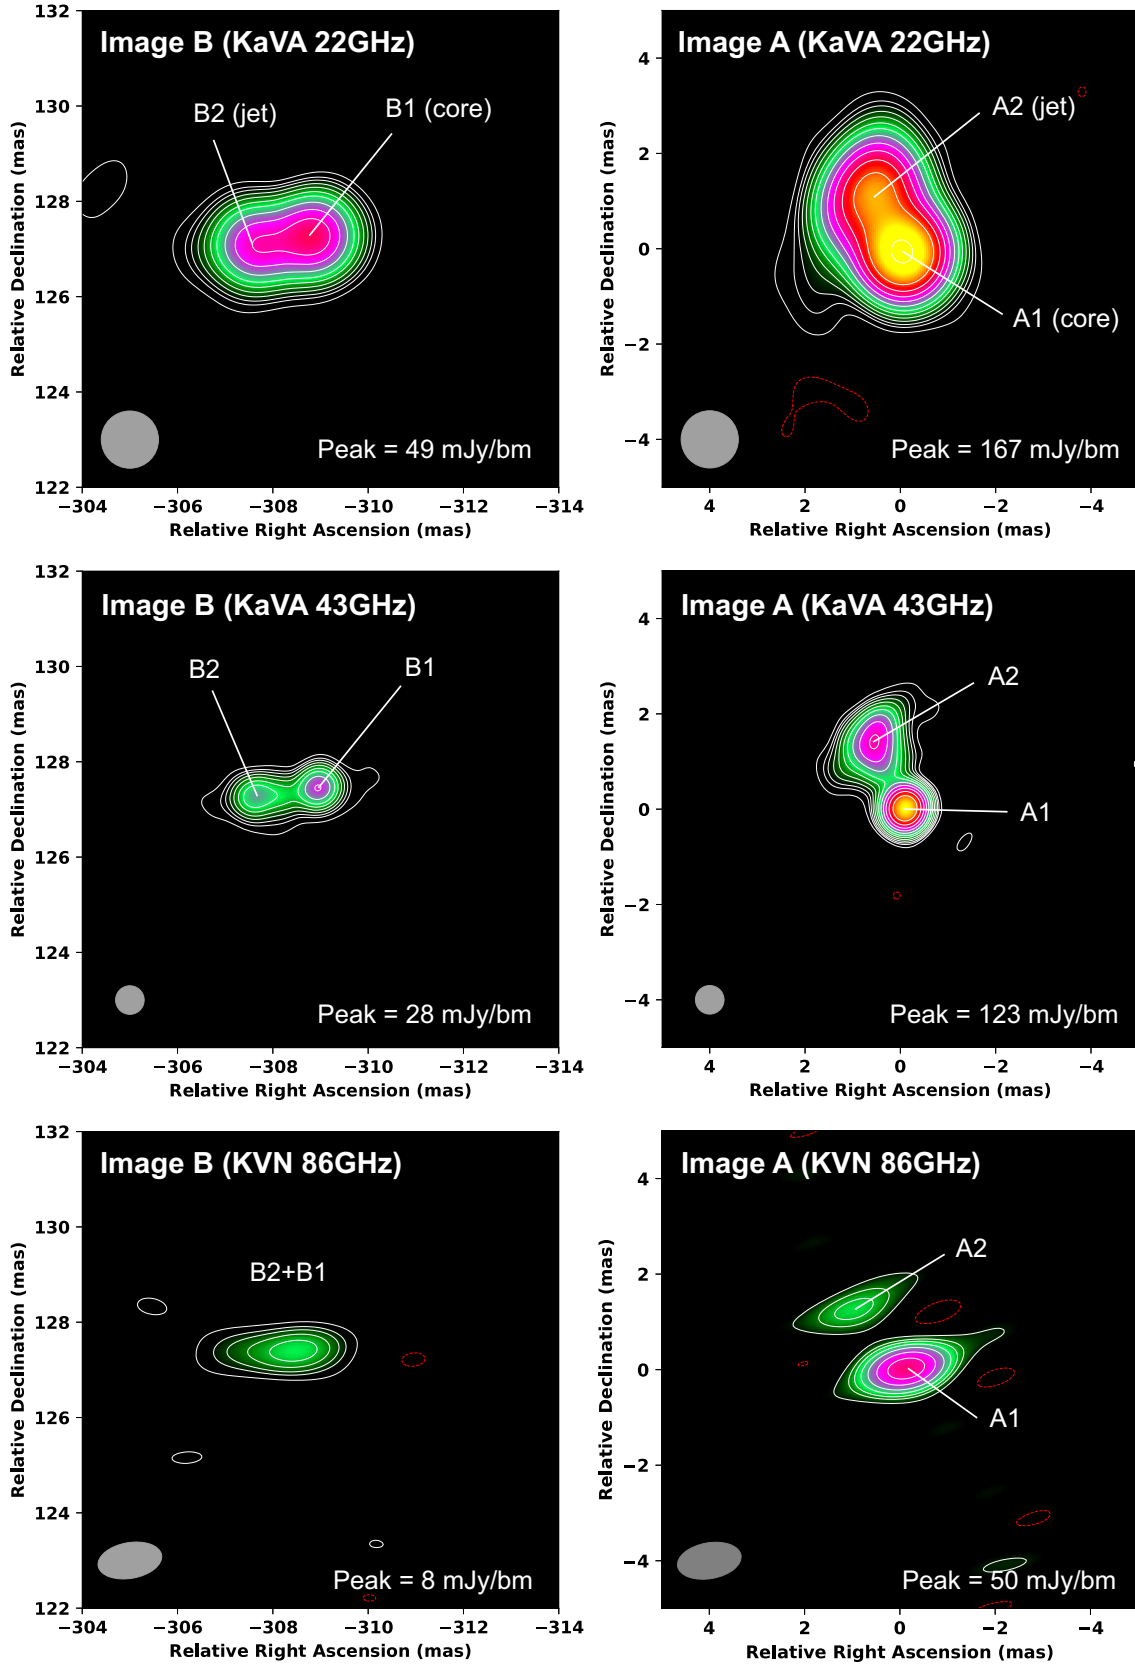 Image B (KaVA 22GHz)
B2 (jet)
B1 (core)
Peak = 49 mJy/bm
132
130
128
126
124
122
−304
−306
−308
−310
−312
−314
Relative Declination (mas)
Relative Right Ascension (mas)
Image A (KaVA 22GHz)
A2 (jet)
A1 (core)
Peak = 167 mJy/bm
4
2
0
−2
−4
4
2
0
−2
−4
Relative Declination (mas)
Relative Right Ascension (mas)
Image B (KaVA 43GHz)
B2
B1
Peak = 28 mJy/bm
132
130
128
126
124
122
−304
−306
−308
−310
−312
−314
Relative Declination (mas)
Relative Right Ascension (mas)
Image A (KaVA 43GHz)
A2
A1
Peak = 123 mJy/bm
4
2
0
−2
−4
4
2
0
−2
−4
Relative Declination (mas)
Relative Right Ascension (mas)
Image B (KVN 86GHz)
B2+B1
Peak = 8 mJy/bm
132
130
128
126
124
122
−304
−306
−308
−310
−312
−314
Relative Declination (mas)
Relative Right Ascension (mas)
Image A (KVN 86GHz)
A2
A1
Peak = 50 mJy/bm
4
2
0
−2
−4
4
2
0
−2
−4
Relative Declination (mas)
Relative Right Ascension (mas)